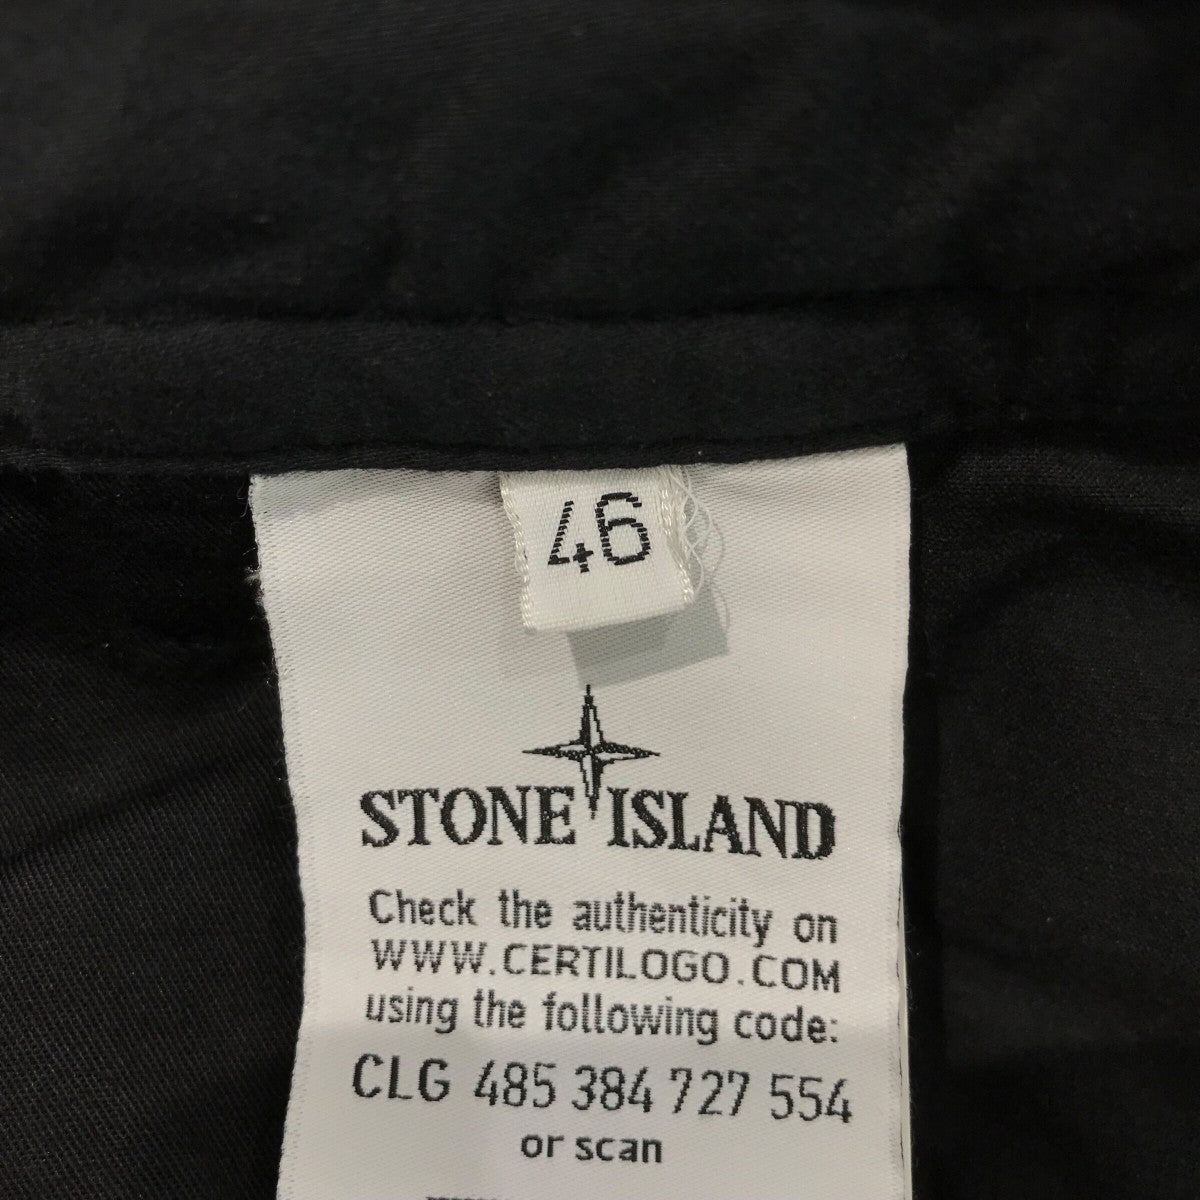 46
STONE ISLAND
Check the authenticity on
WWW.CERTILOGO.COM
using the following code:
CLG 485 384 727 554
or scan